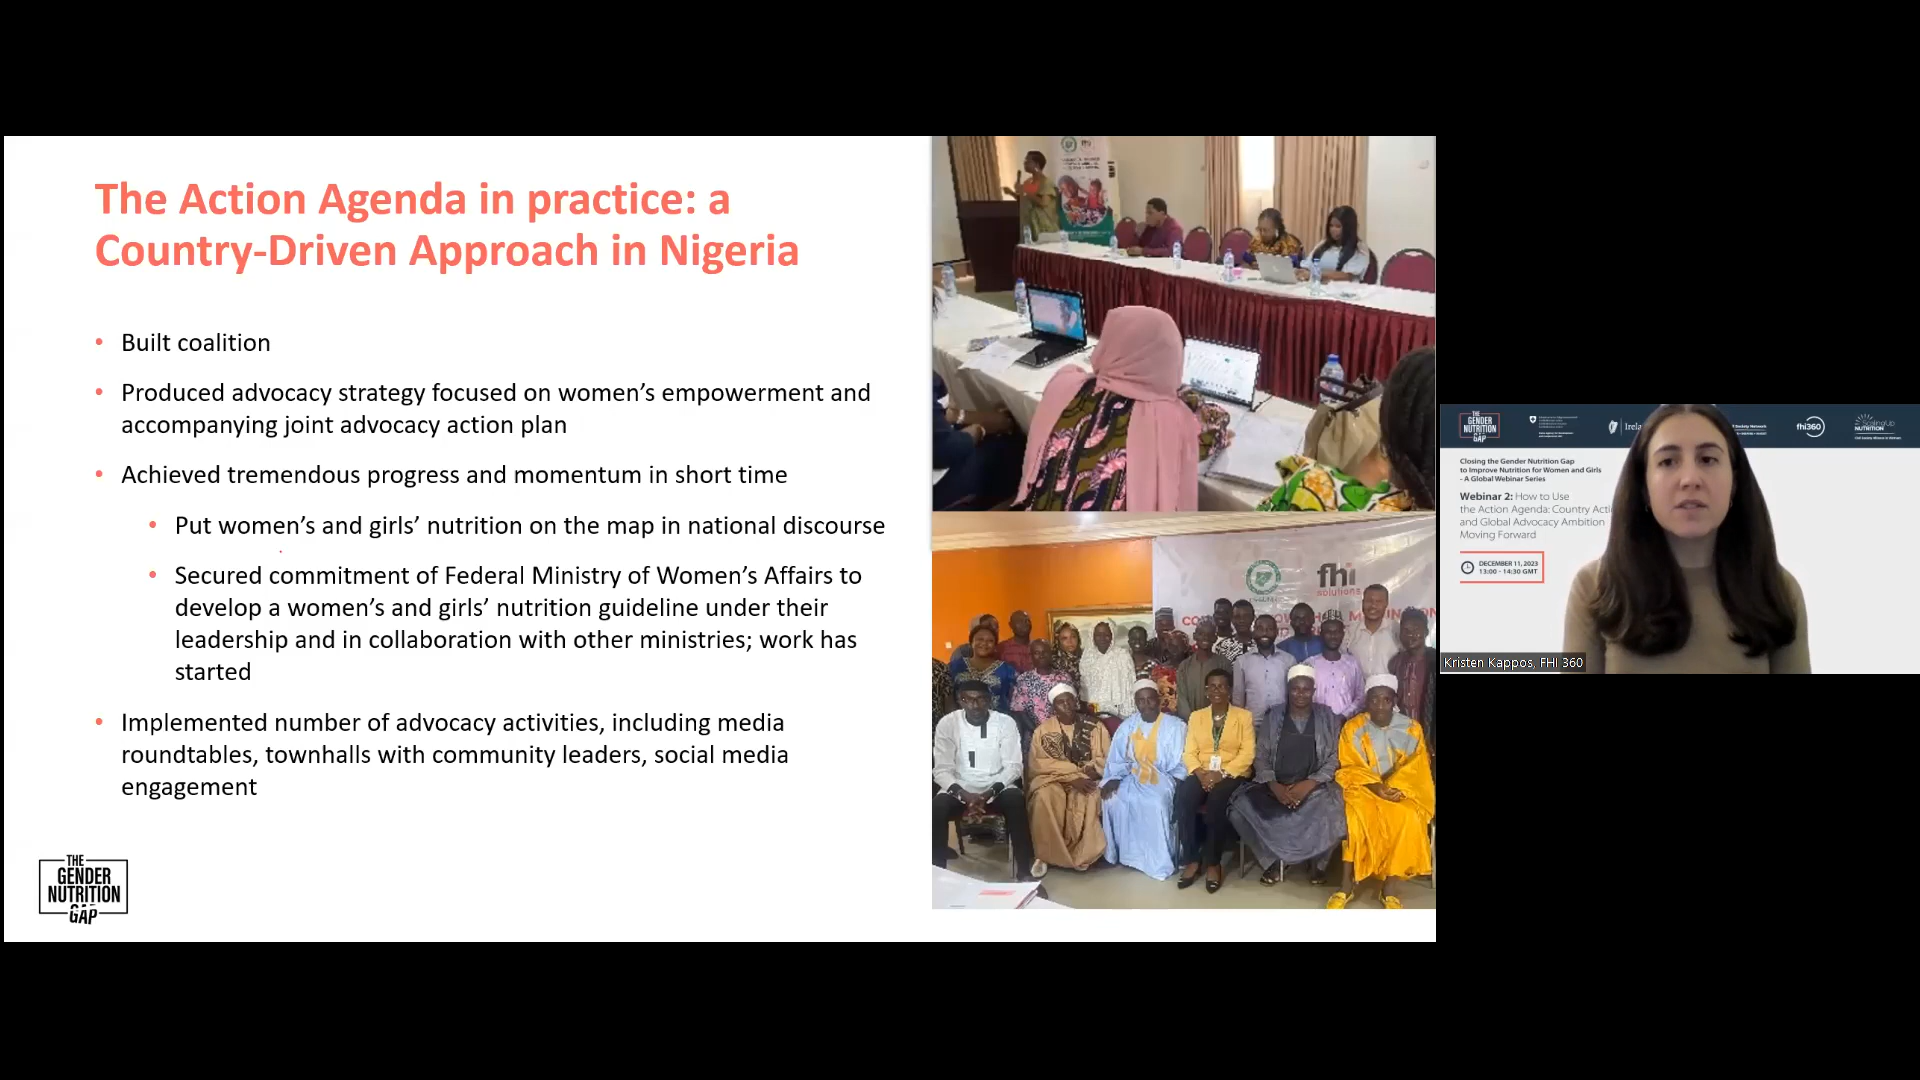 The Action Agenda in practice: a
Country-Driven Approach in Nigeria
• Built coalition
• Produced advocacy strategy focused on women’s empowerment and
accompanying joint advocacy action plan
• Achieved tremendous progress and momentum in short time
• Put women’s and girls’ nutrition on the map in national discourse
• Secured commitment of Federal Ministry of Women’s Affairs to
develop a women’s and girls’ nutrition guideline under their
leadership and in collaboration with other ministries; work has
started
• Implemented number of advocacy activities, including media
roundtables, townhalls with community leaders, social media
engagement
THE
GENDER
NUTRITION
GAP
fhi
solutions
THE
GENDER
NUTRITION
GAP
fhi360
Closing the Gender Nutrition Gap
to Improve Nutrition for Women and Girls
- A Global Webinar Series
Webinar 2: How to Use
the Action Agenda: Country
and Global Advocacy Ambition
Moving Forward
DECEMBER 11, 2023
13:00 - 14:30 GMT
Kristen Kappos, FHI 360